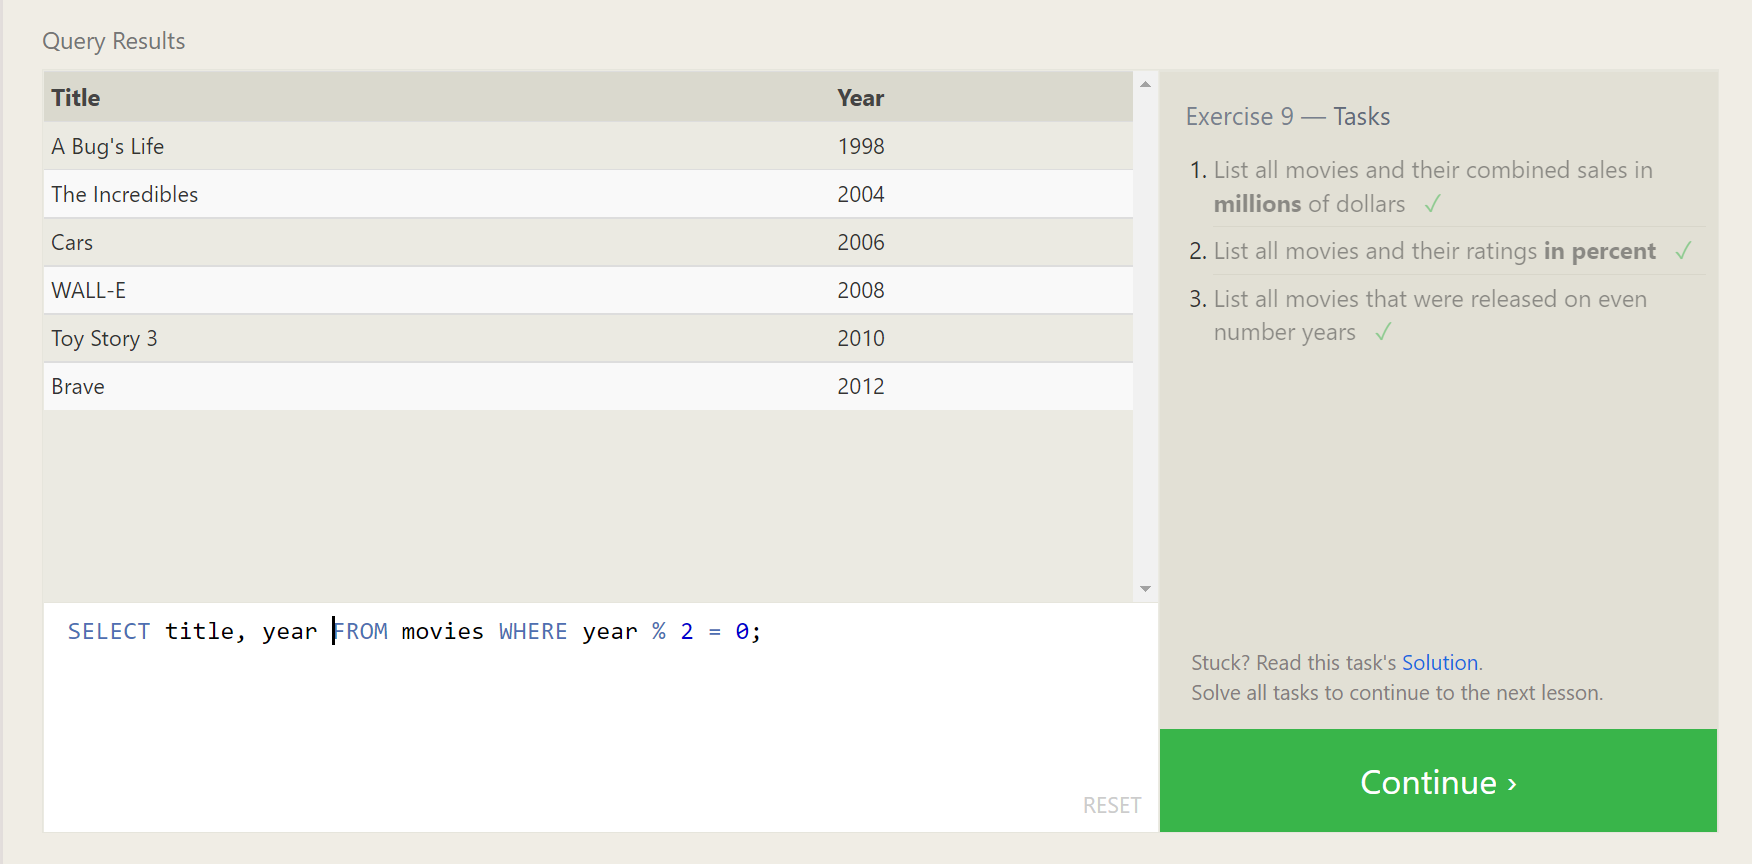 Query Results
Title Year
A Bug's Life 1998
The Incredibles 2004
Cars 2006
WALL-E 2008
Toy Story 3 2010
Brave 2012
SELECT title, year FROM movies WHERE year % 2 = 0;
RESET
Exercise 9 — Tasks
1. List all movies and their combined sales in
millions of dollars ✓
2. List all movies and their ratings in percent ✓
3. List all movies that were released on even
number years ✓
Stuck? Read this task's Solution.
Solve all tasks to continue to the next lesson.
Continue ›